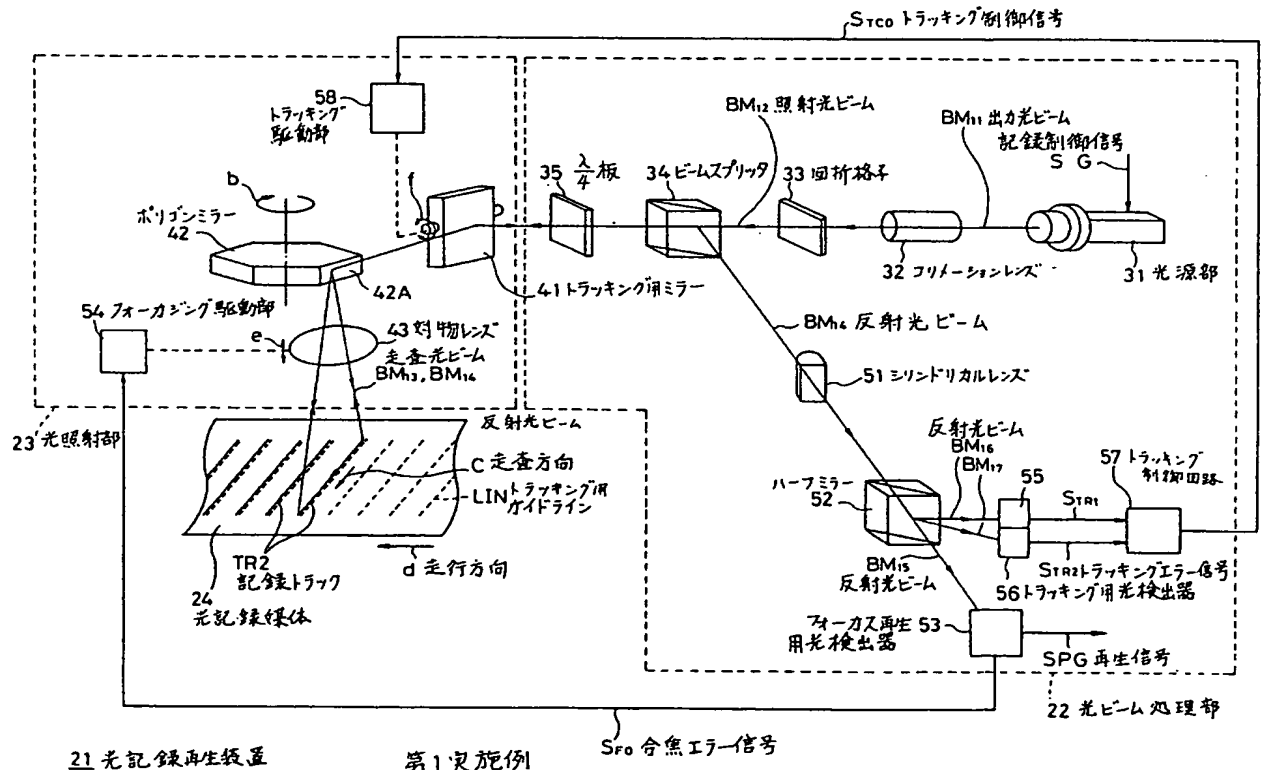 STCO トラッキング制御信号
58
トラッキング
駆動部
BM12 照射光ビーム
BM11 出力光ビーム
記録制御信号
SG
b
f
35 λ/4 板
34 ビームスプリッタ
33 回折格子
ポリゴンミラー
42
42A
32 コリメーションレンズ
31 光源部
41 トラッキング用ミラー
54 フォーカジング駆動部
e
43 対物レンズ
走査光ビーム
BM13, BM14
BM14 反射光ビーム
51 シリンドリカルレンズ
23 光照射部
反射光ビーム
C 走査方向
LIN トラッキング用
ガイドライン
反射光ビーム
BM16
BM17
57 トラッキング
制御回路
ハーフミラー
52
55
STR1
TR2
記録トラック
d 走行方向
24
光記録媒体
BM15
反射光ビーム
STR2 トラッキングエラー信号
56 トラッキング用光検出器
フォーカス再生
用光検出器 53
SPG 再生信号
22 光ビーム処理部
SFO 合焦エラー信号
21 光記録再生装置
第1実施例